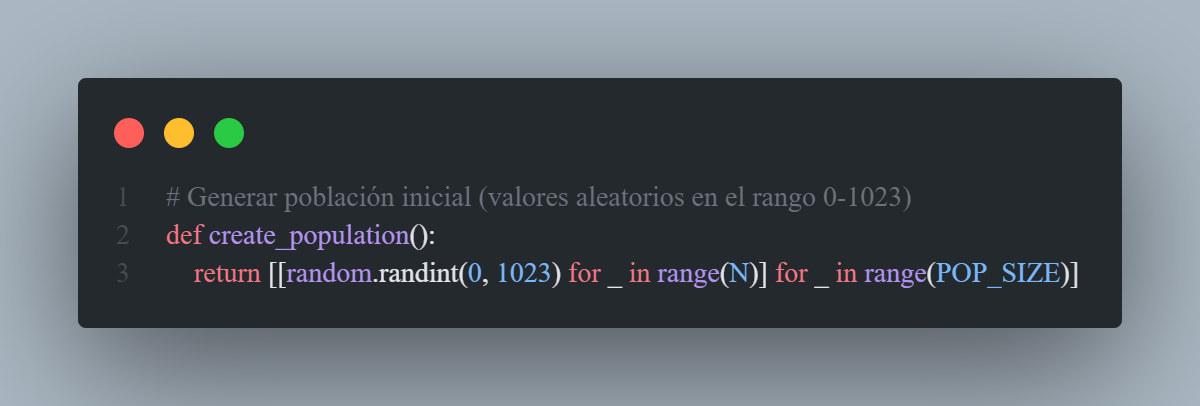 1 # Generar población inicial (valores aleatorios en el rango 0-1023)
2 def create_population():
3 return [[random.randint(0, 1023) for _ in range(N)] for _ in range(POP_SIZE)]